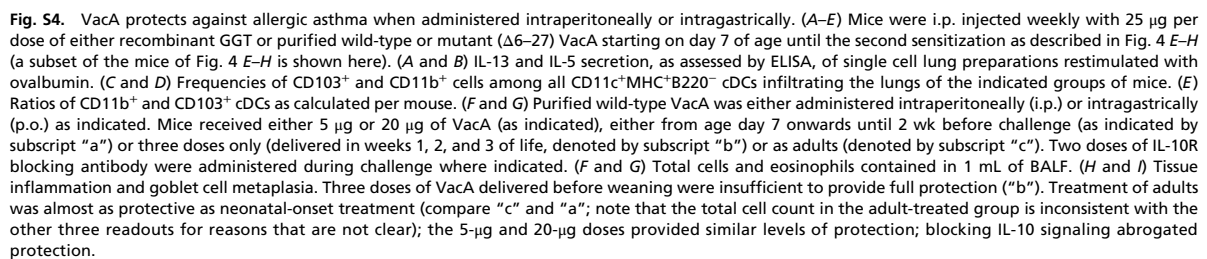 Fig. S4. VacA protects against allergic asthma when administered intraperitoneally or intragastrically. (A–E) Mice were i.p. injected weekly with 25 μg per
dose of either recombinant GGT or purified wild-type or mutant (Δ6–27) VacA starting on day 7 of age until the second sensitization as described in Fig. 4 E–H
(a subset of the mice of Fig. 4 E–H is shown here). (A and B) IL-13 and IL-5 secretion, as assessed by ELISA, of single cell lung preparations restimulated with
ovalbumin. (C and D) Frequencies of CD103⁺ and CD11b⁺ cells among all CD11c⁺MHC⁺B220⁻ cDCs infiltrating the lungs of the indicated groups of mice. (E)
Ratios of CD11b⁺ and CD103⁺ cDCs as calculated per mouse. (F and G) Purified wild-type VacA was either administered intraperitoneally (i.p.) or intragastrically
(p.o.) as indicated. Mice received either 5 μg or 20 μg of VacA (as indicated), either from age day 7 onwards until 2 wk before challenge (as indicated by
subscript “a”) or three doses only (delivered in weeks 1, 2, and 3 of life, denoted by subscript “b”) or as adults (denoted by subscript “c”). Two doses of IL-10R
blocking antibody were administered during challenge where indicated. (F and G) Total cells and eosinophils contained in 1 mL of BALF. (H and I) Tissue
inflammation and goblet cell metaplasia. Three doses of VacA delivered before weaning were insufficient to provide full protection (“b”). Treatment of adults
was almost as protective as neonatal-onset treatment (compare “c” and “a”; note that the total cell count in the adult-treated group is inconsistent with the
other three readouts for reasons that are not clear); the 5-μg and 20-μg doses provided similar levels of protection; blocking IL-10 signaling abrogated
protection.